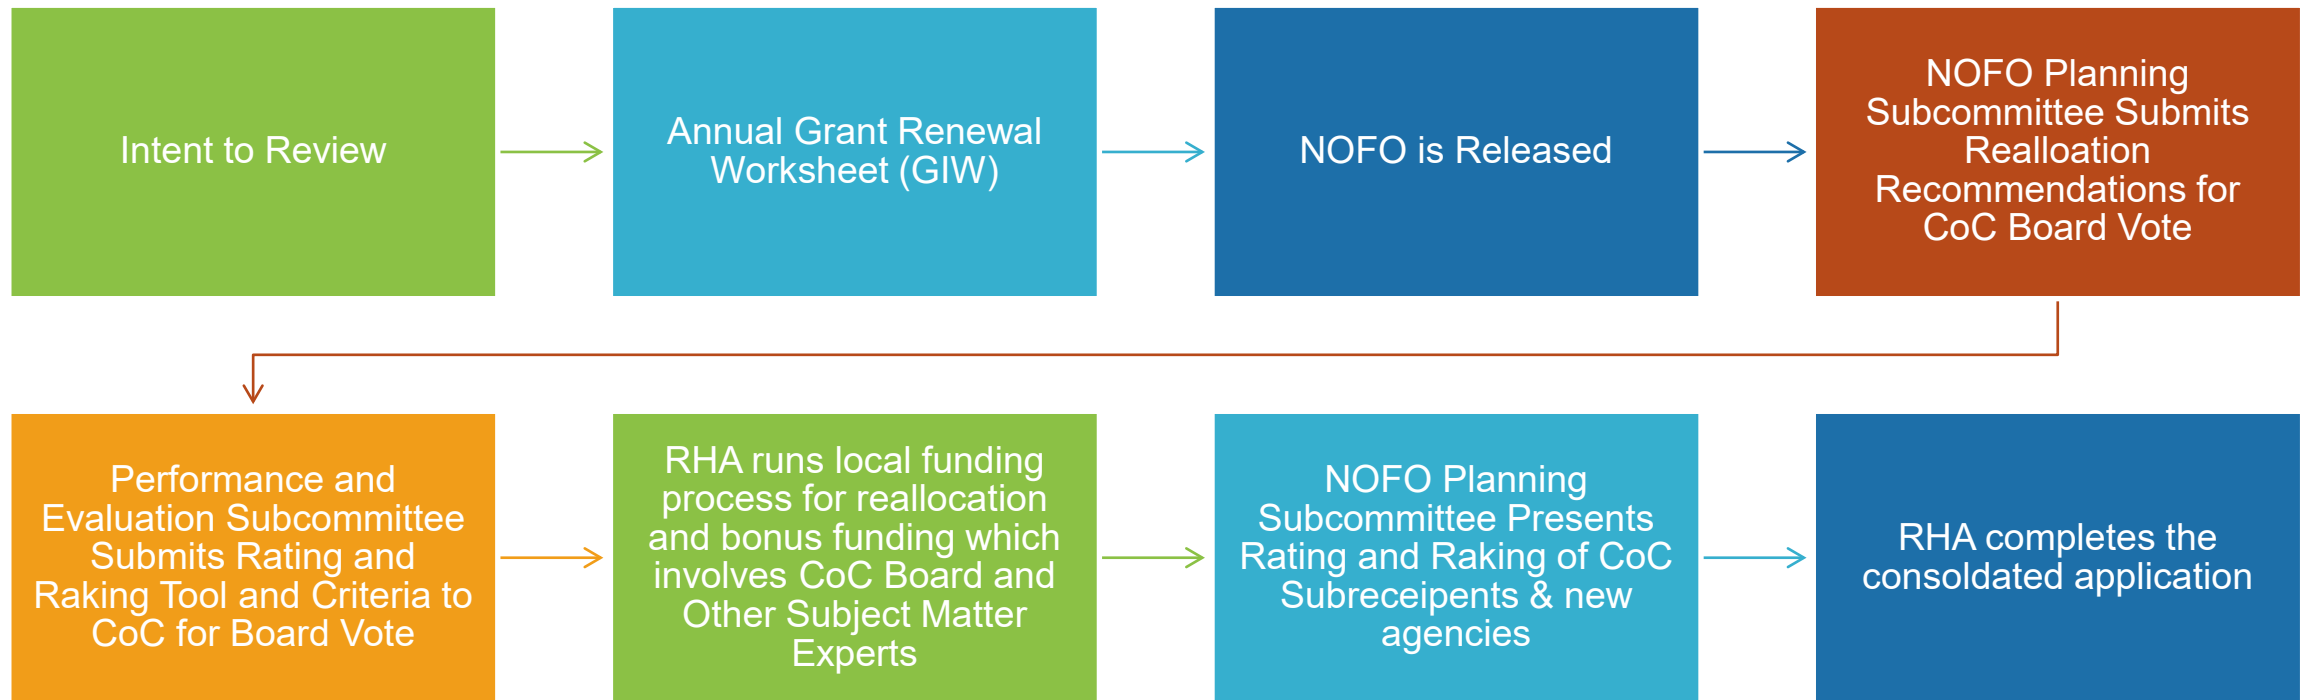 Intent to Review
Annual Grant Renewal
Worksheet (GIW)
NOFO is Released
NOFO Planning
Subcommittee Submits
Realloation
Recommendations for
CoC Board Vote
Performance and
Evaluation Subcommittee
Submits Rating and
Raking Tool and Criteria to
CoC for Board Vote
RHA runs local funding
process for reallocation
and bonus funding which
involves CoC Board and
Other Subject Matter
Experts
NOFO Planning
Subcommittee Presents
Rating and Raking of CoC
Subreceipents & new
agencies
RHA completes the
consoldated application